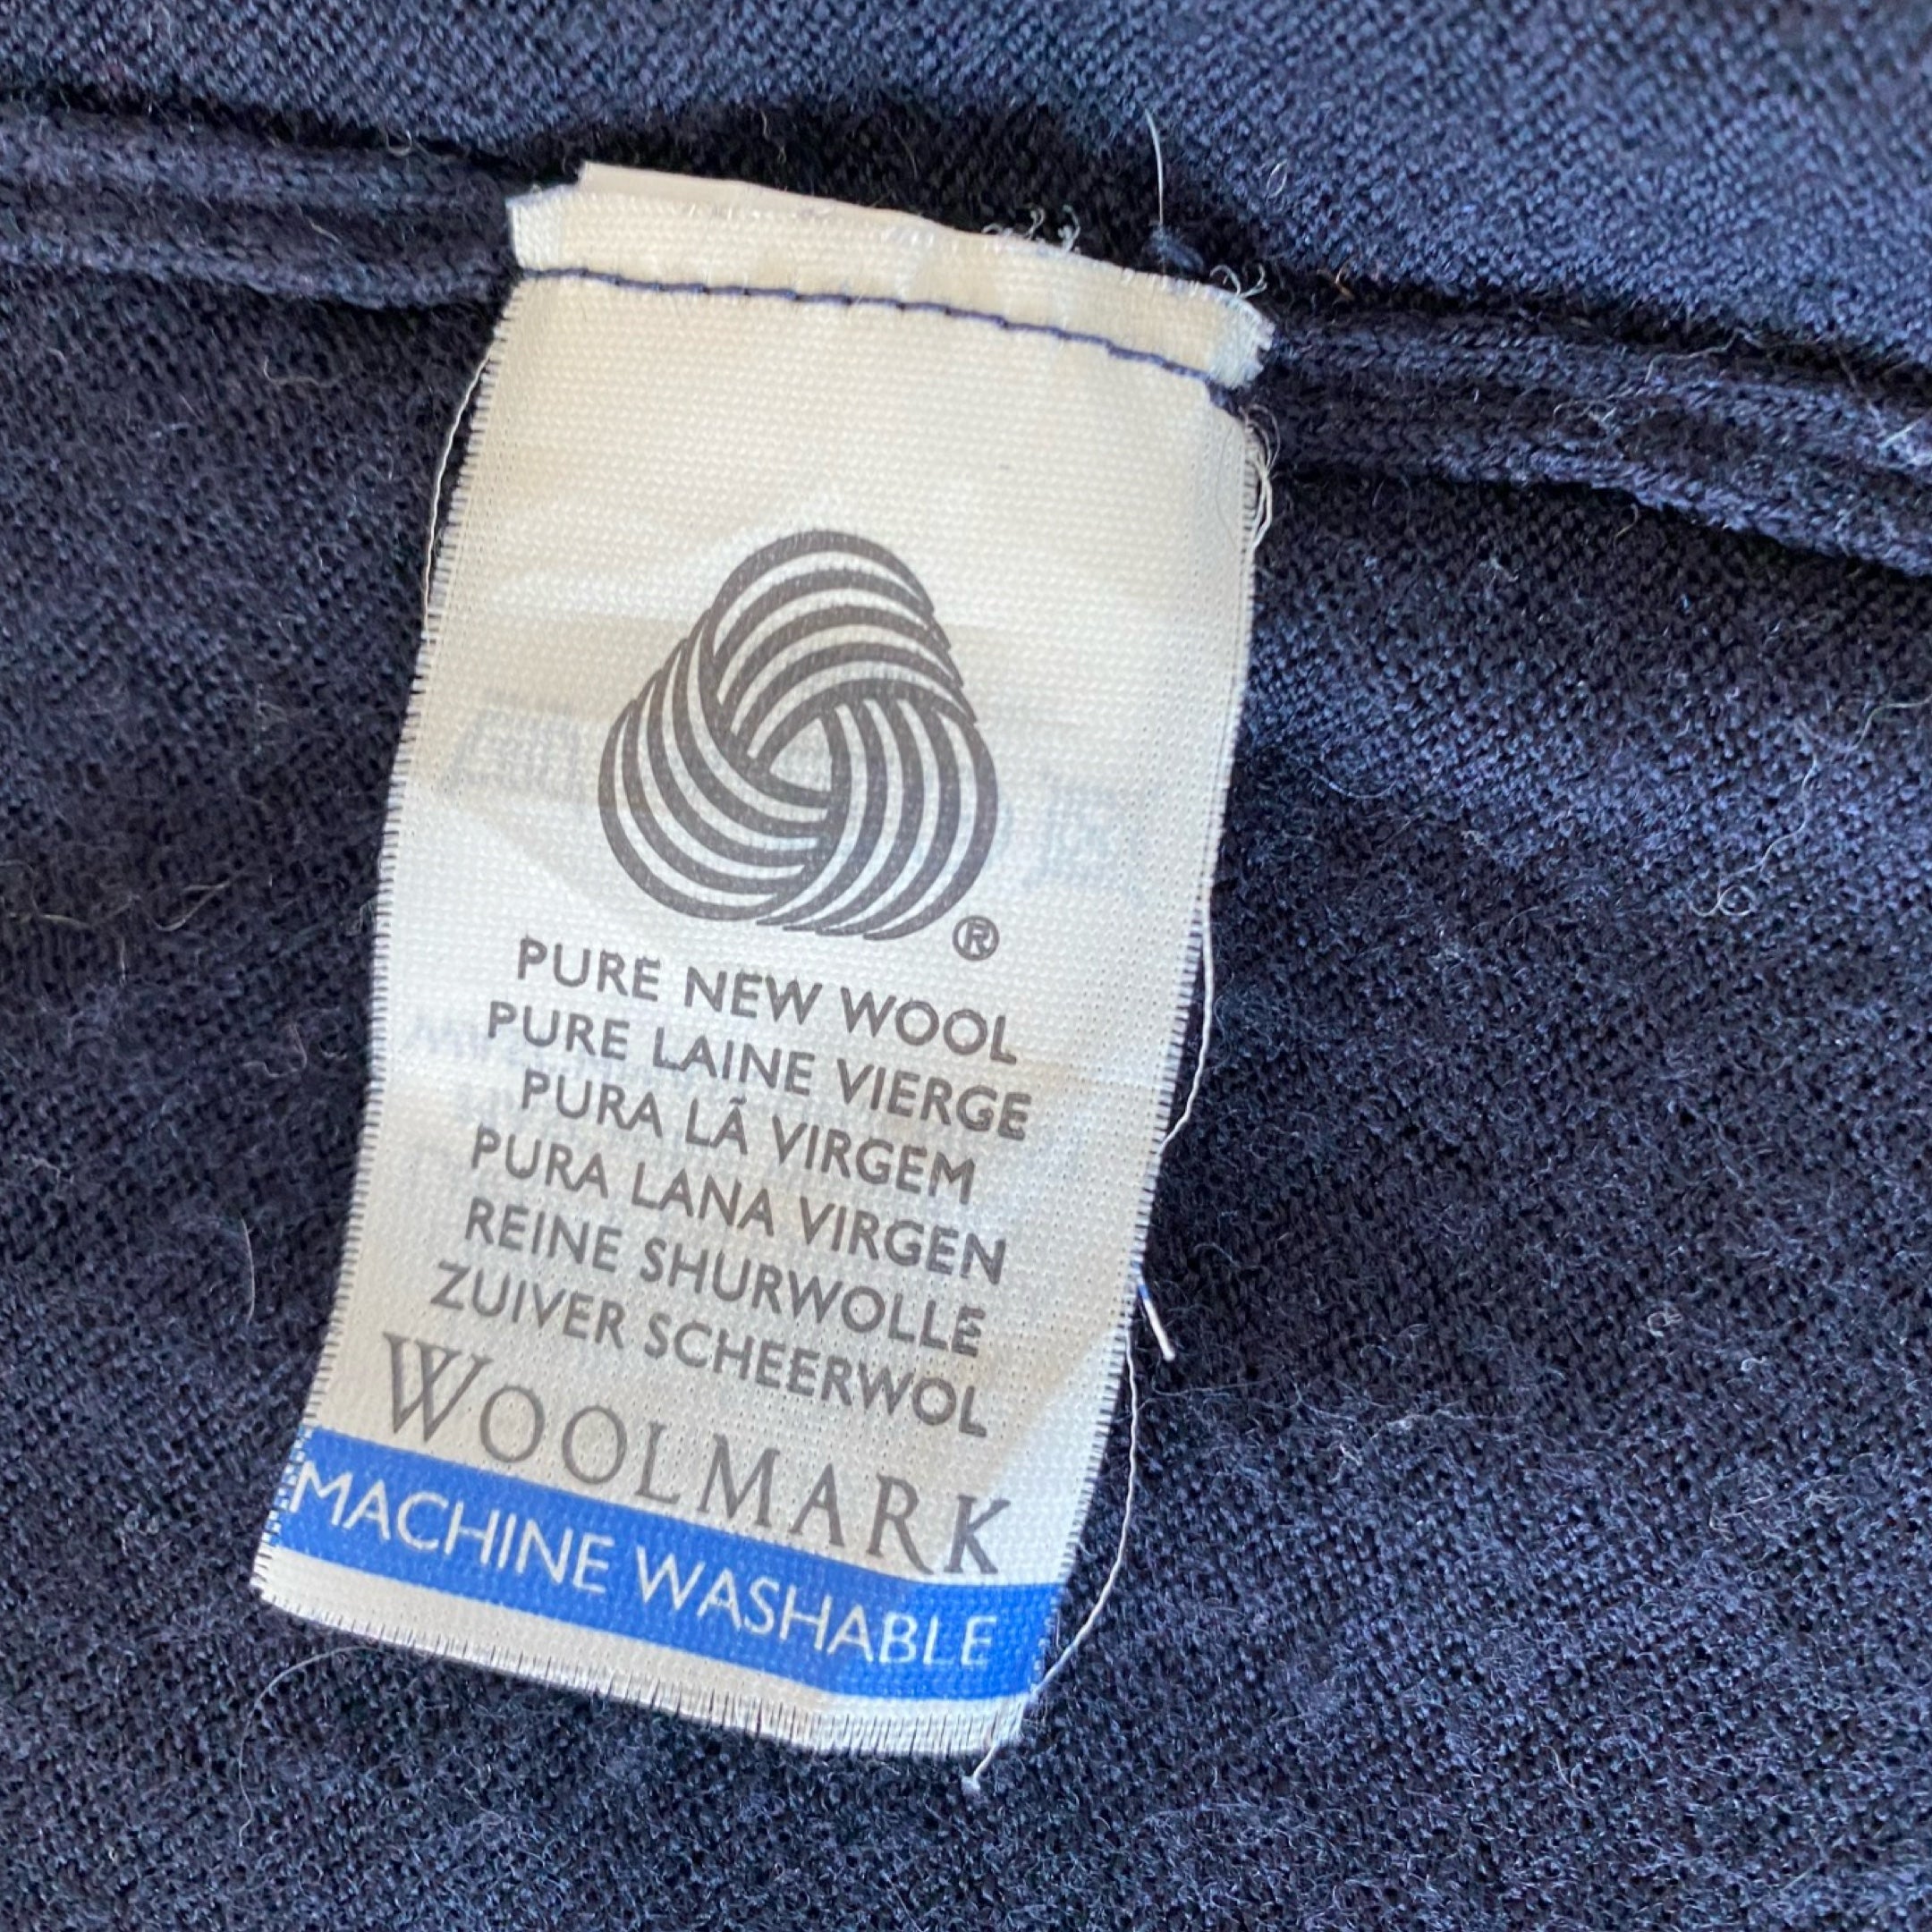 ®
PURE NEW WOOL
PURE LAINE VIERGE
PURA LÃ VIRGEM
PURA LANA VIRGEN
REINE SHURWOLLE
ZUIVER SCHEERWOL
WOOLMARK
MACHINE WASHABLE